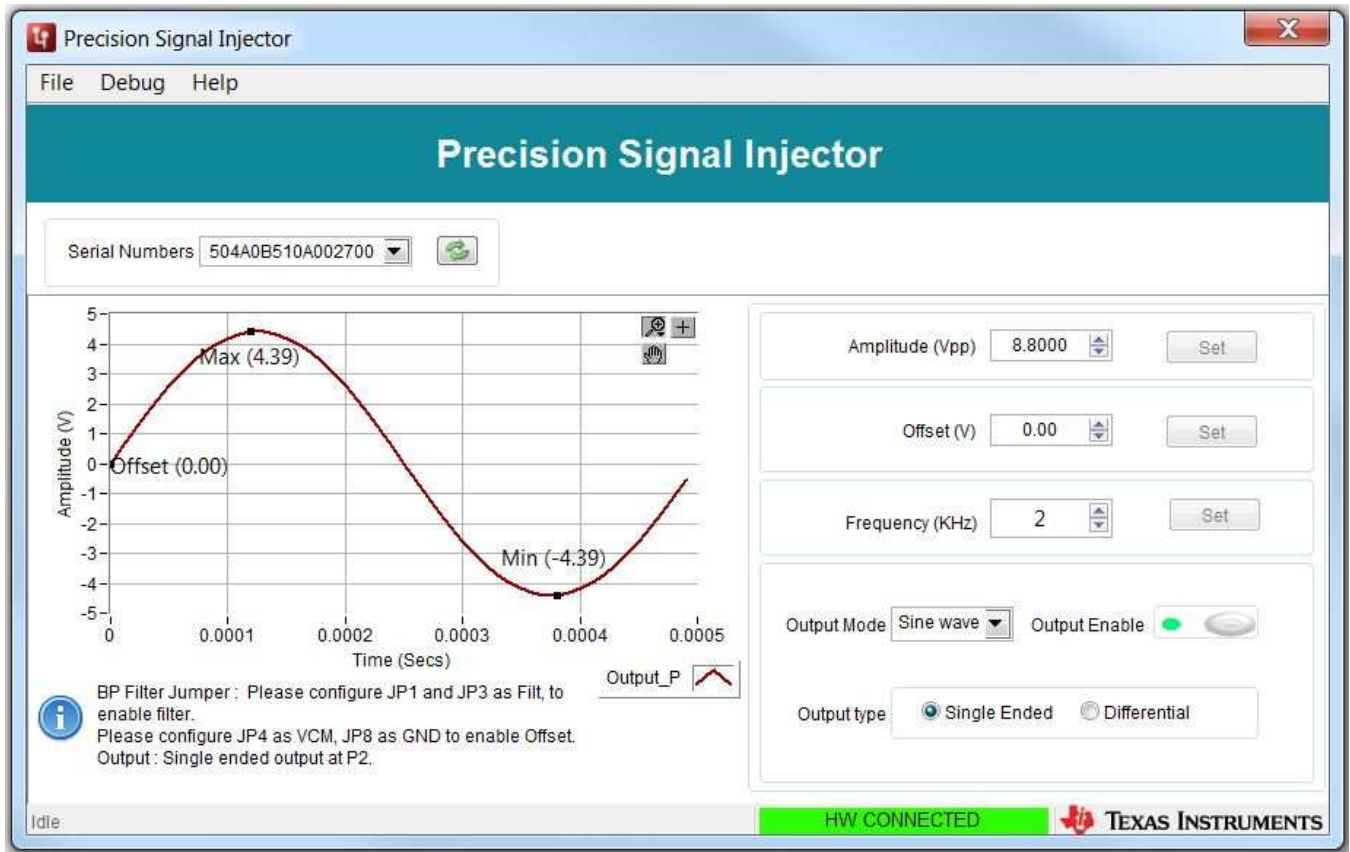 Precision Signal Injector
File Debug Help
Precision Signal Injector
Serial Numbers 504A0B510A002700
5
4
3
2
1
0
-1
-2
-3
-4
-5
Amplitude (V)
Max (4.39)
Offset (0.00)
Min (-4.39)
0 0.0001 0.0002 0.0003 0.0004 0.0005
Time (Secs)
Output_P
BP Filter Jumper : Please configure JP1 and JP3 as Filt, to
enable filter.
Please configure JP4 as VCM, JP8 as GND to enable Offset.
Output : Single ended output at P2.
Amplitude (Vpp) 8.8000 Set
Offset (V) 0.00 Set
Frequency (KHz) 2 Set
Output Mode Sine wave Output Enable
Output type Single Ended Differential
Idle
HW CONNECTED
TEXAS INSTRUMENTS